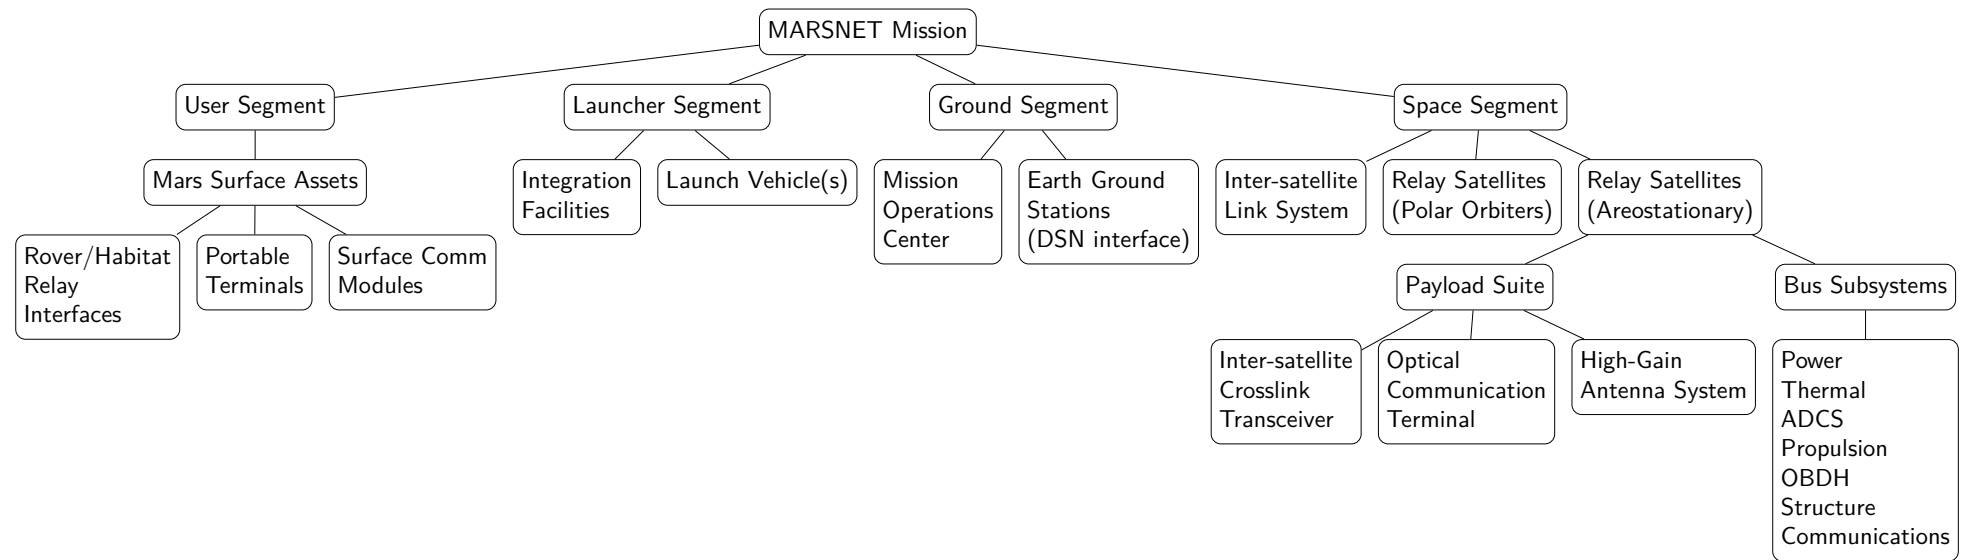 MARSNET Mission
User Segment
Launcher Segment
Ground Segment
Space Segment
Mars Surface Assets
Integration
Facilities
Launch Vehicle(s)
Mission
Operations
Center
Earth Ground
Stations
(DSN interface)
Inter-satellite
Link System
Relay Satellites
(Polar Orbiters)
Relay Satellites
(Areostationary)
Rover/Habitat
Relay
Interfaces
Portable
Terminals
Surface Comm
Modules
Payload Suite
Bus Subsystems
Inter-satellite
Crosslink
Transceiver
Optical
Communication
Terminal
High-Gain
Antenna System
Power
Thermal
ADCS
Propulsion
OBDH
Structure
Communications